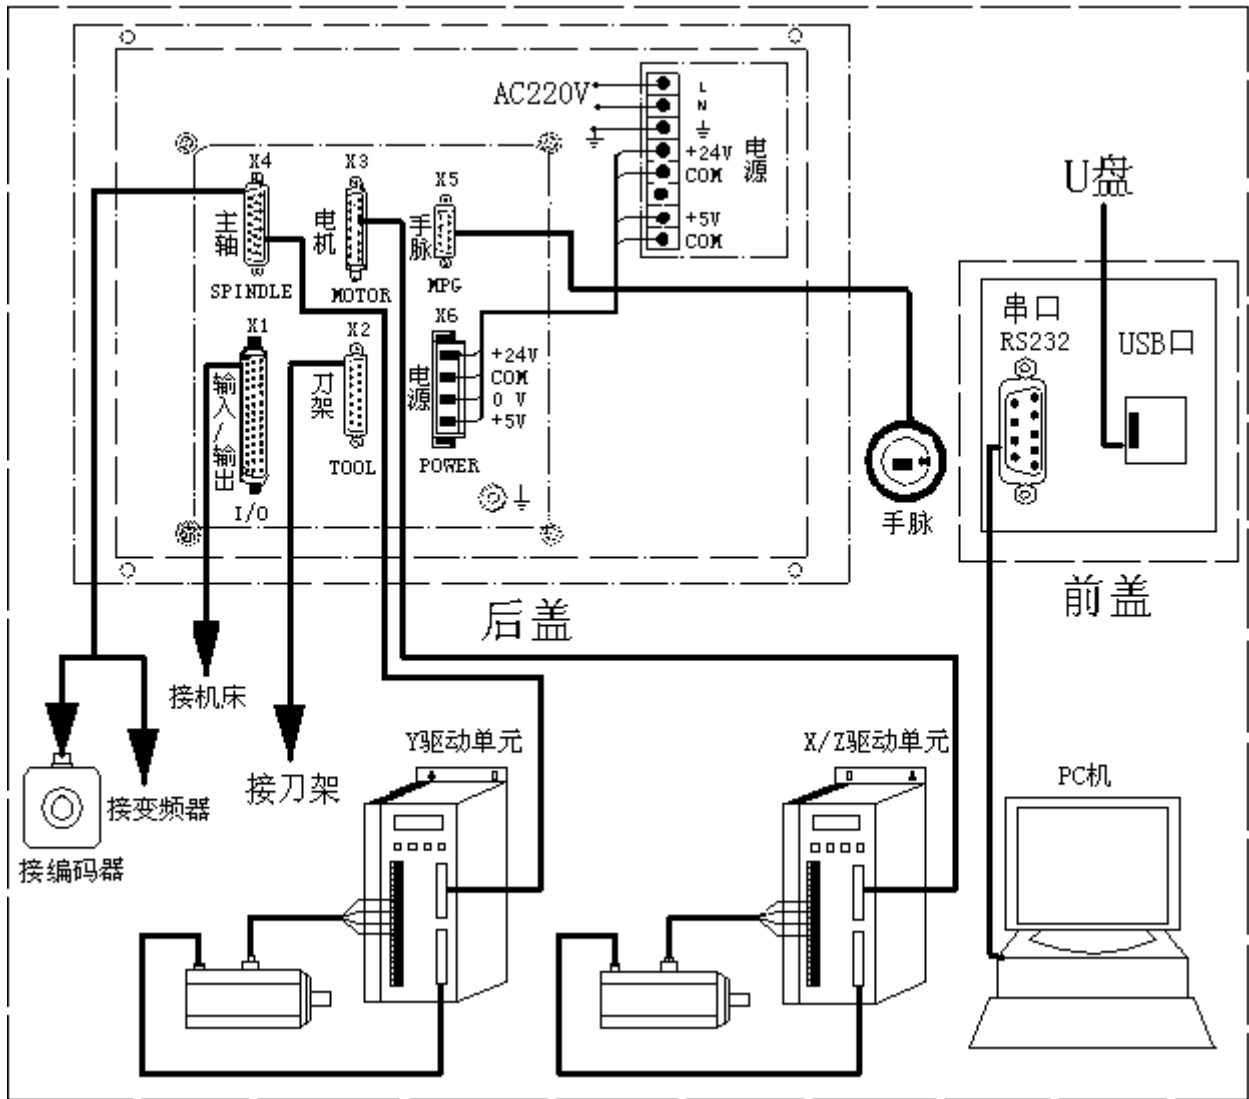 AC220V
L
N
+24V
COM
+5V
COM
电源
X4
主轴
SPINDLE
X3
电机
MOTOR
X5
手脉
MPG
X1
输入/输出
I/O
X2
刀架
TOOL
X6
电源
+24V
COM
0 V
+5V
POWER
后盖
手脉
U盘
串口
RS232
USB口
前盖
接机床
接刀架
接变频器
接编码器
Y驱动单元
X/Z驱动单元
PC机